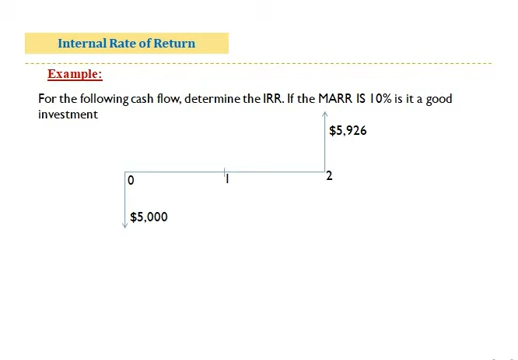 Internal Rate of Return
Example:
For the following cash flow, determine the IRR. If the MARR IS 10% is it a good
investment
$5,926
0
1
2
$5,000